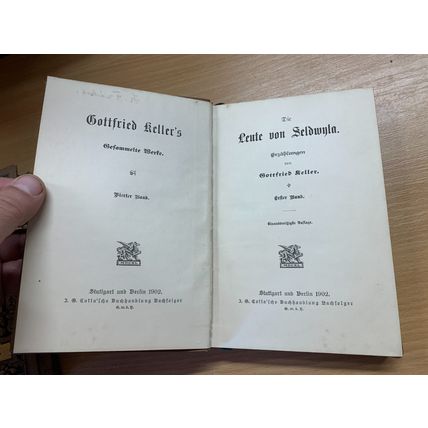 Gottfried Keller's
Gesammelte Werke.
Vierter Band.
Stuttgart und Berlin 1902.
J. G. Cotta'sche Buchhandlung Nachfolger
G. m. b. H.
Die
Leute von Seldwyla.
Erzählungen
von
Gottfried Keller.
Erster Band.
Auflage.
Stuttgart und Berlin 1902.
J. G. Cotta'sche Buchhandlung Nachfolger
G. m. b. H.